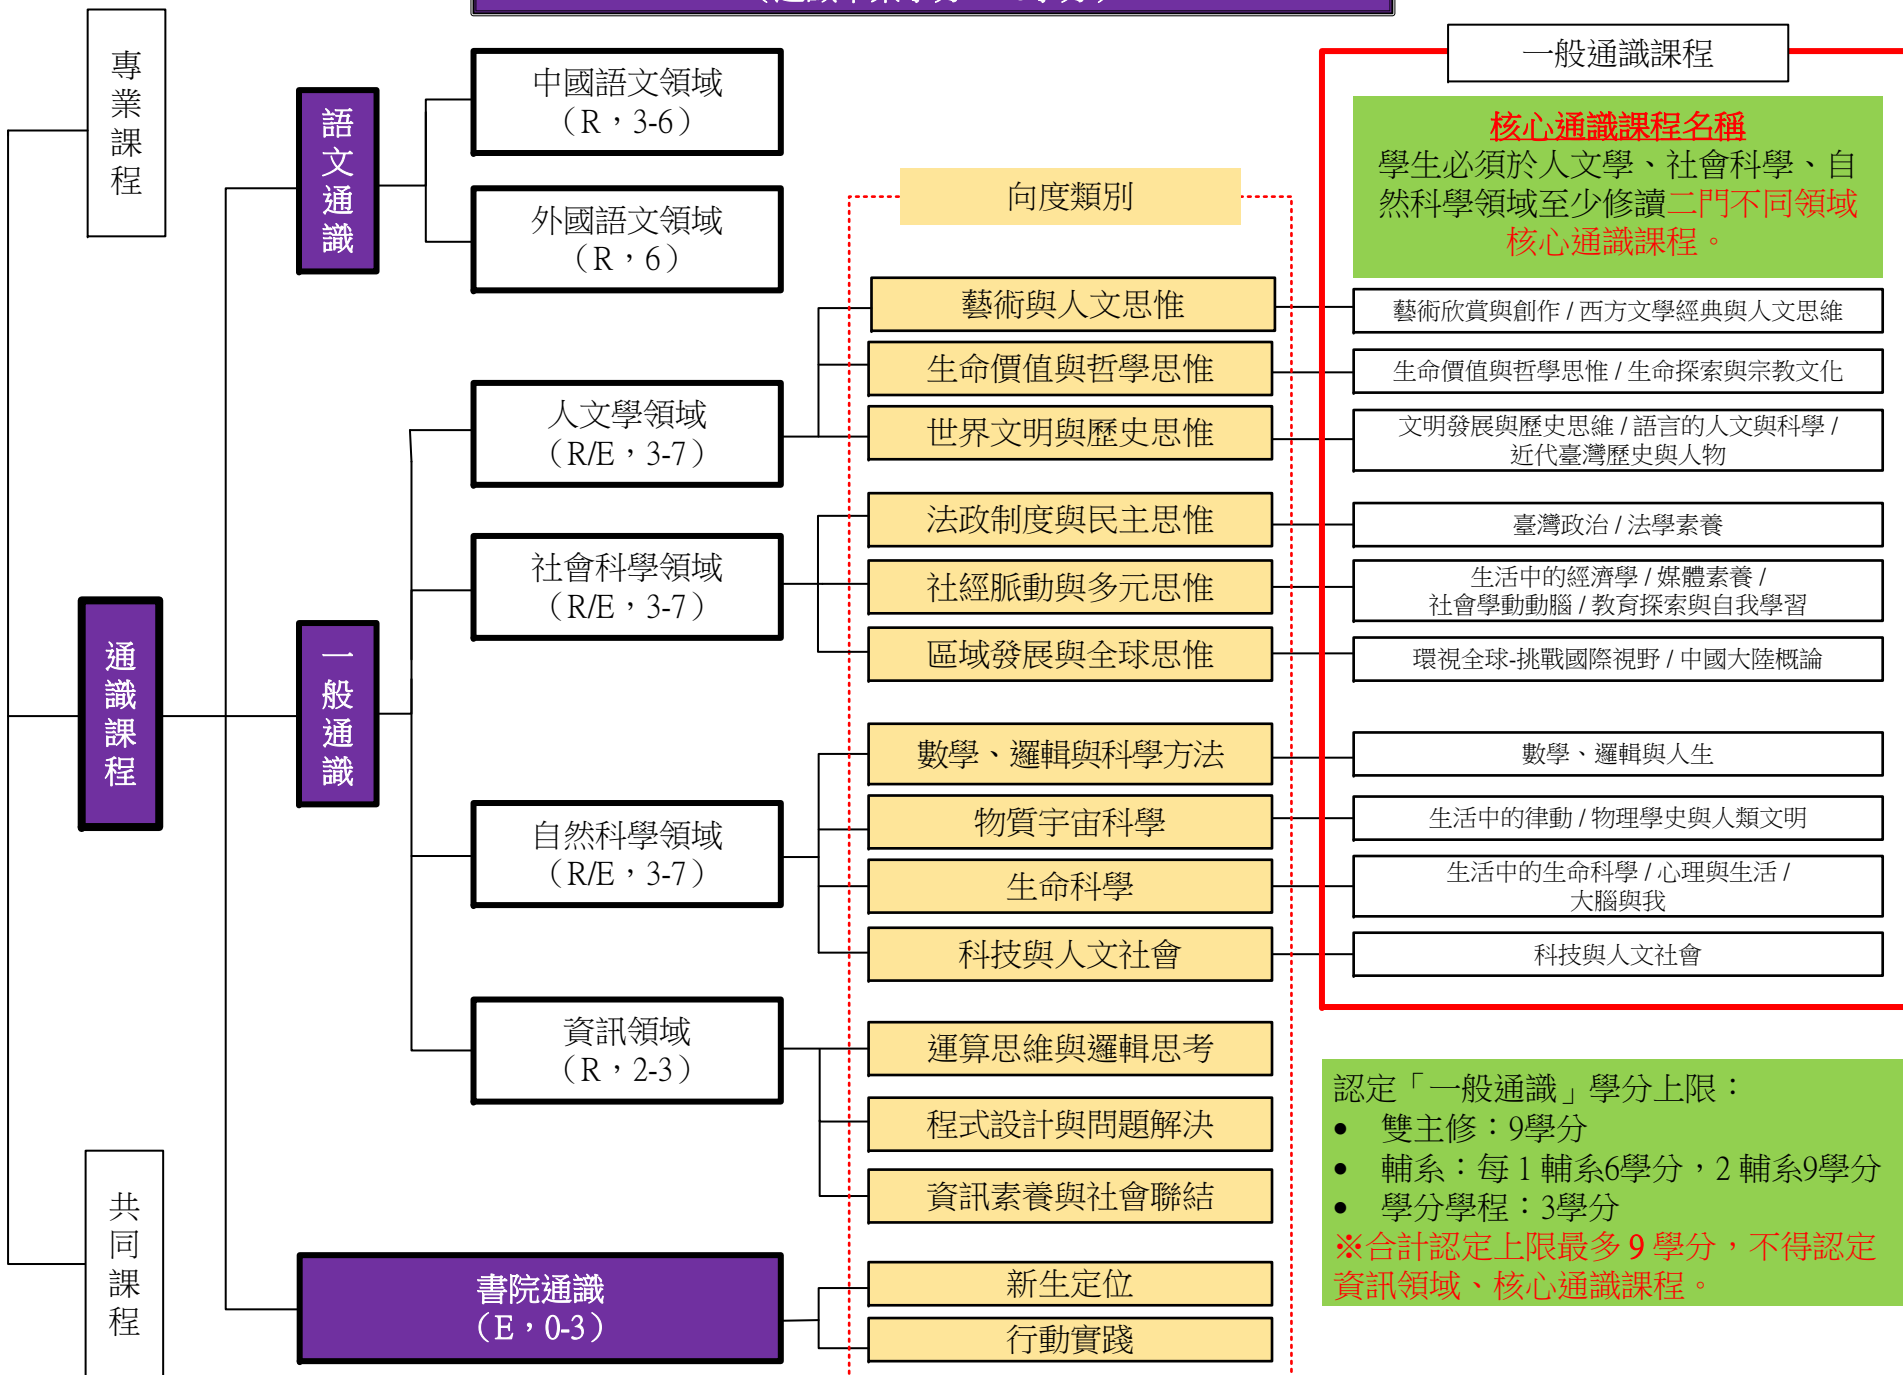 專業課程
通識課程
共同課程
語文通識
一般通識
書院通識
（E，0-3）
中國語文領域
（R，3-6）
外國語文領域
（R，6）
人文學領域
（R/E，3-7）
社會科學領域
（R/E，3-7）
自然科學領域
（R/E，3-7）
資訊領域
（R，2-3）
向度類別
藝術與人文思惟
生命價值與哲學思惟
世界文明與歷史思惟
法政制度與民主思惟
社經脈動與多元思惟
區域發展與全球思惟
數學、邏輯與科學方法
物質宇宙科學
生命科學
科技與人文社會
運算思維與邏輯思考
程式設計與問題解決
資訊素養與社會聯結
新生定位
行動實踐
一般通識課程
核心通識課程名稱
學生必須於人文學、社會科學、自
然科學領域至少修讀二門不同領域
核心通識課程。
藝術欣賞與創作 / 西方文學經典與人文思維
生命價值與哲學思惟 / 生命探索與宗教文化
文明發展與歷史思維 / 語言的人文與科學 /
近代臺灣歷史與人物
臺灣政治 / 法學素養
生活中的經濟學 / 媒體素養 /
社會學動動腦 / 教育探索與自我學習
環視全球-挑戰國際視野 / 中國大陸概論
數學、邏輯與人生
生活中的律動 / 物理學史與人類文明
生活中的生命科學 / 心理與生活 /
大腦與我
科技與人文社會
認定「一般通識」學分上限：
• 雙主修：9學分
• 輔系：每 1 輔系6學分，2 輔系9學分
• 學分學程：3學分
※合計認定上限最多 9 學分，不得認定
資訊領域、核心通識課程。